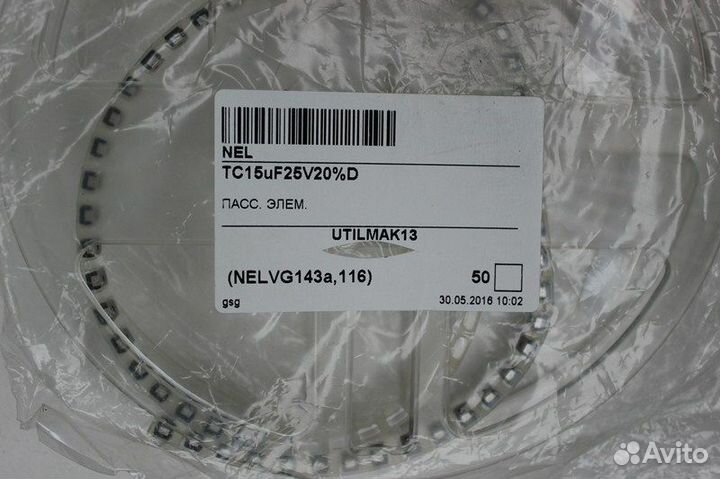 NEL
TC15uF25V20%D
ПАСС. ЭЛЕМ.
UTILMAK13
(NELVG143a,116) 50
gsg 30.05.2016 10:02
Avito